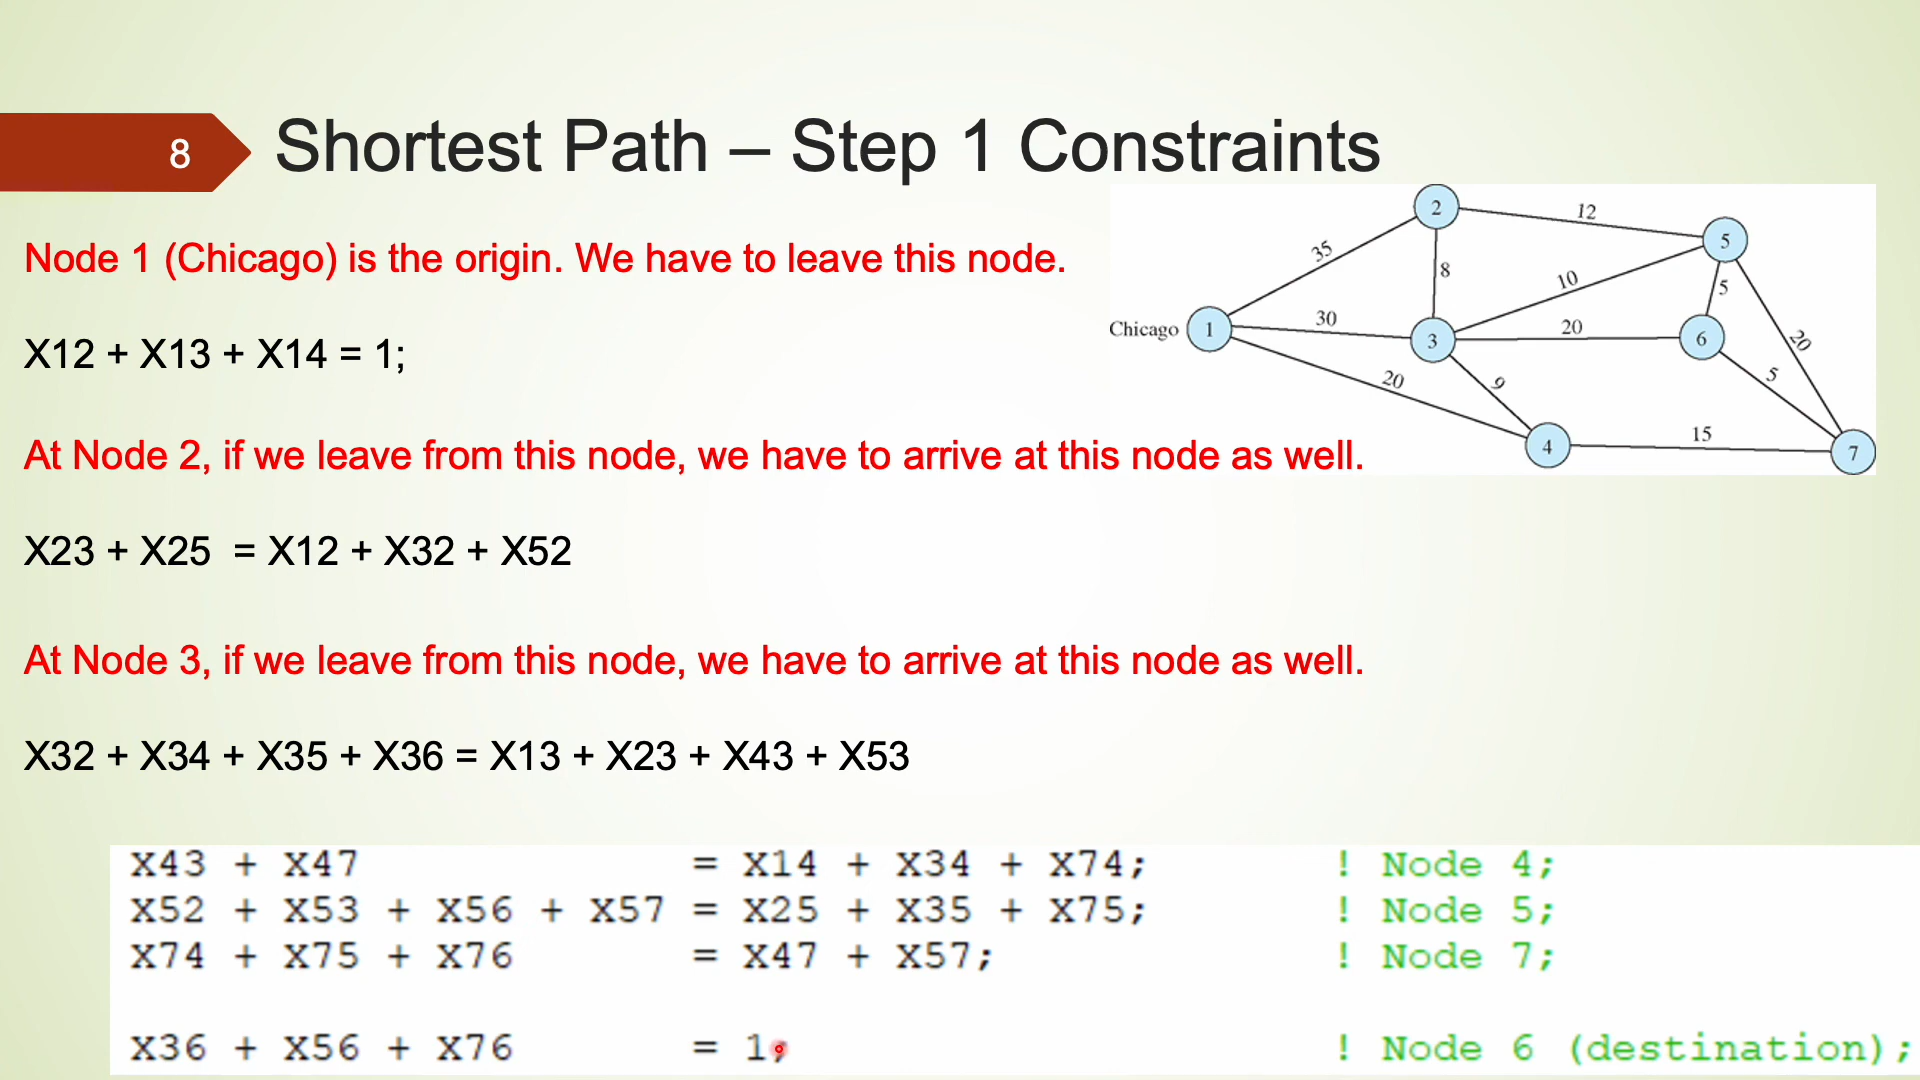 8
Shortest Path – Step 1 Constraints
Node 1 (Chicago) is the origin. We have to leave this node.
X12 + X13 + X14 = 1;
At Node 2, if we leave from this node, we have to arrive at this node as well.
X23 + X25 = X12 + X32 + X52
At Node 3, if we leave from this node, we have to arrive at this node as well.
X32 + X34 + X35 + X36 = X13 + X23 + X43 + X53
2
12
5
35
8
10
5
Chicago
1
30
3
20
6
20
20
9
5
4
15
7
X43 + X47 = X14 + X34 + X74; ! Node 4;
X52 + X53 + X56 + X57 = X25 + X35 + X75; ! Node 5;
X74 + X75 + X76 = X47 + X57; ! Node 7;
X36 + X56 + X76 = 1; ! Node 6 (destination);